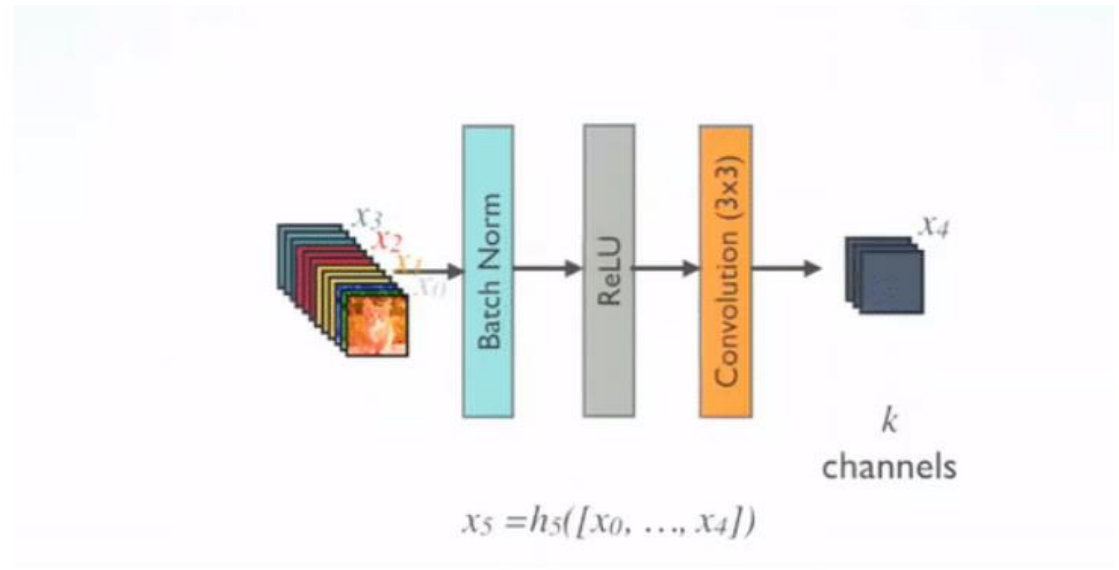 x3
x2
x1
x0
Batch Norm
ReLU
Convolution (3x3)
x4
k
channels
x5 =h5([x0, ..., x4])